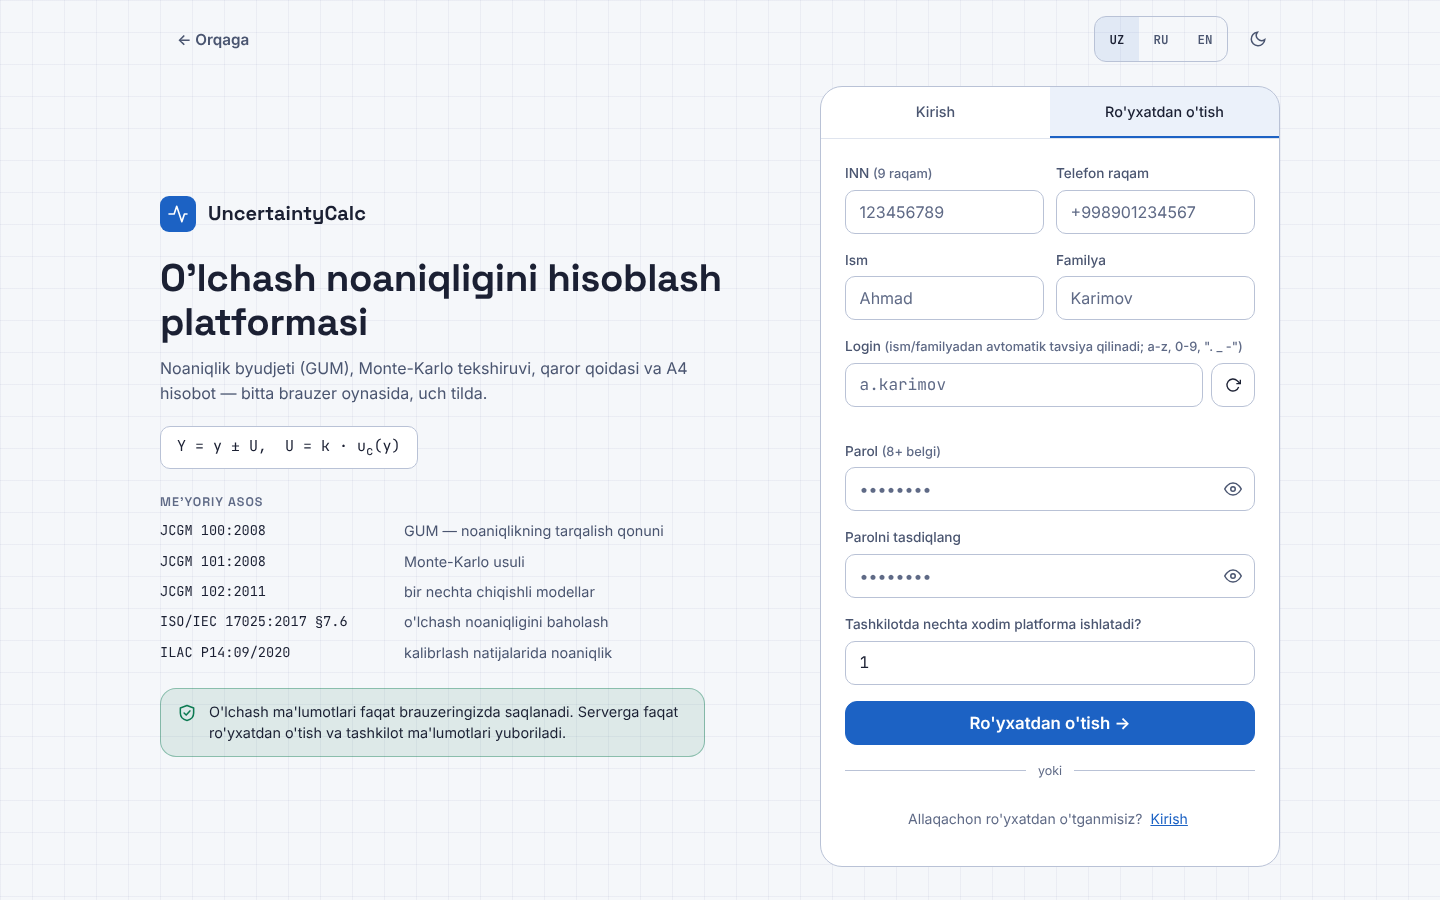 ← Orqaga
UZ RU EN
UncertaintyCalc
O'lchash noaniqligini hisoblash
platformasi
Noaniqlik byudjeti (GUM), Monte-Karlo tekshiruvi, qaror qoidasi va A4
hisobot — bitta brauzer oynasida, uch tilda.
Y = y ± U, U = k · u_c(y)
ME'YORIY ASOS
JCGM 100:2008 GUM — noaniqlikning tarqalish qonuni
JCGM 101:2008 Monte-Karlo usuli
JCGM 102:2011 bir nechta chiqishli modellar
ISO/IEC 17025:2017 §7.6 o'lchash noaniqligini baholash
ILAC P14:09/2020 kalibrlash natijalarida noaniqlik
O'lchash ma'lumotlari faqat brauzeringizda saqlanadi. Serverga faqat
ro'yxatdan o'tish va tashkilot ma'lumotlari yuboriladi.
Kirish Ro'yxatdan o'tish
INN (9 raqam) Telefon raqam
123456789 +998901234567
Ism Familya
Ahmad Karimov
Login (ism/familyadan avtomatik tavsiya qilinadi; a-z, 0-9, ". _ -")
a.karimov
Parol (8+ belgi)
••••••••
Parolni tasdiqlang
••••••••
Tashkilotda nechta xodim platforma ishlatadi?
1
Ro'yxatdan o'tish →
yoki
Allaqachon ro'yxatdan o'tganmisiz? Kirish